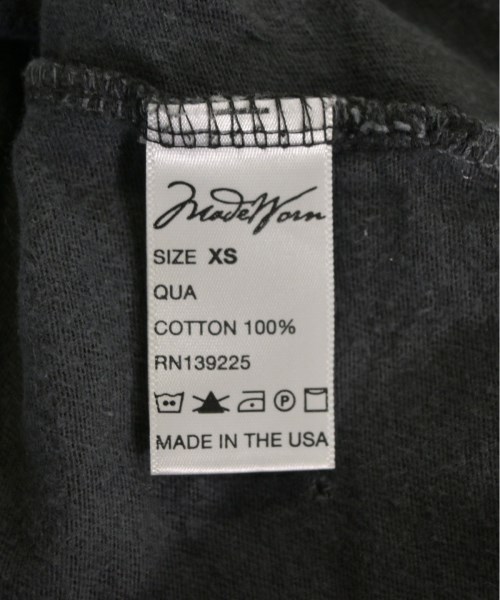 MadeWorn
SIZE XS
QUA
COTTON 100%
RN139225
P
MADE IN THE USA